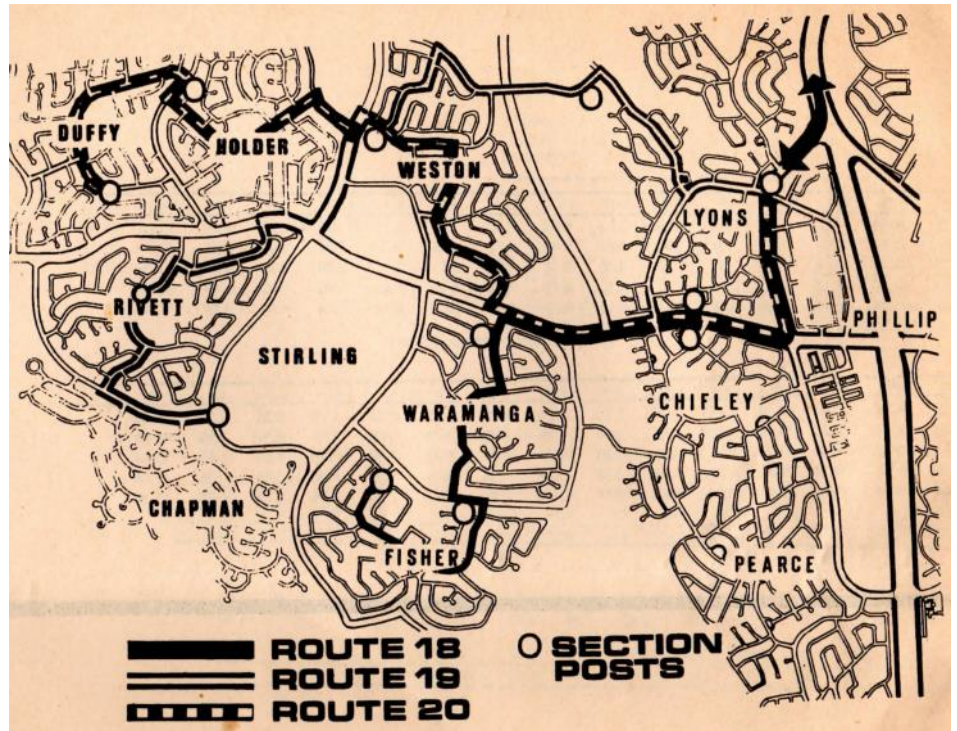 DUFFY
HOLDER
WESTON
LYONS
RIVETT
PHILLIP
STIRLING
WARAMANGA
CHIFLEY
CHAPMAN
FISHER
PEARCE
ROUTE 18
ROUTE 19
ROUTE 20
SECTION
POSTS